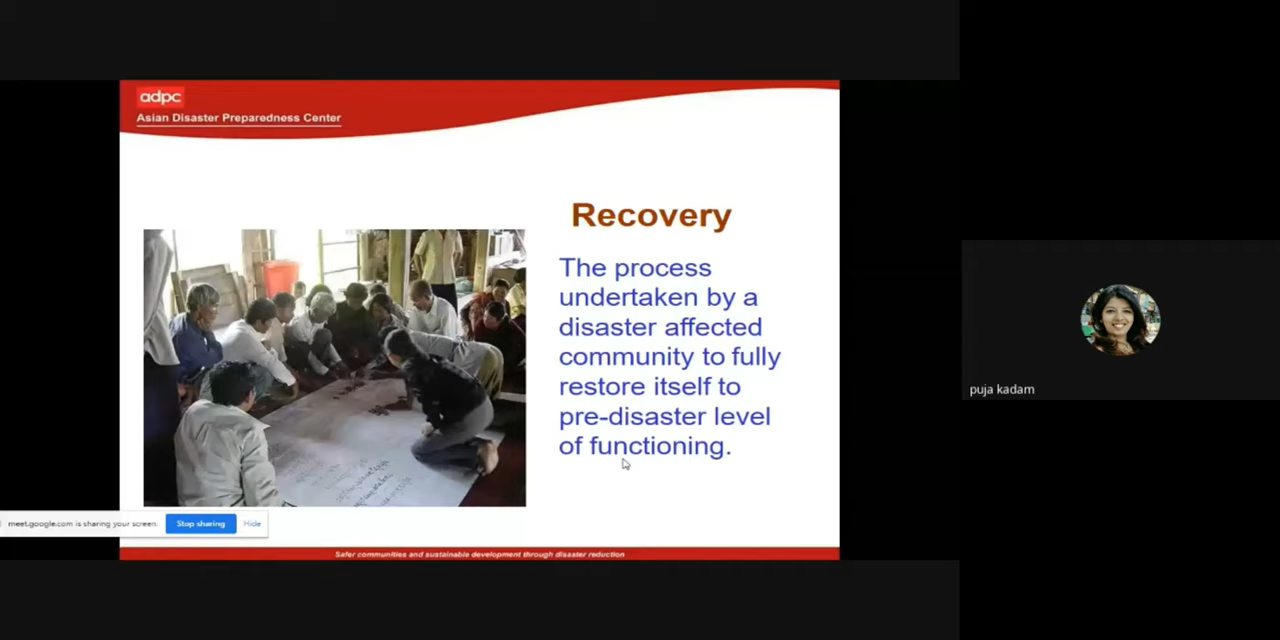 adpc
Asian Disaster Preparedness Center
Recovery
The process
undertaken by a
disaster affected
community to fully
restore itself to
pre-disaster level
of functioning.
puja kadam
meet.google.com is sharing your screen.
Stop sharing
Hide
Safer communities and sustainable development through disaster reduction